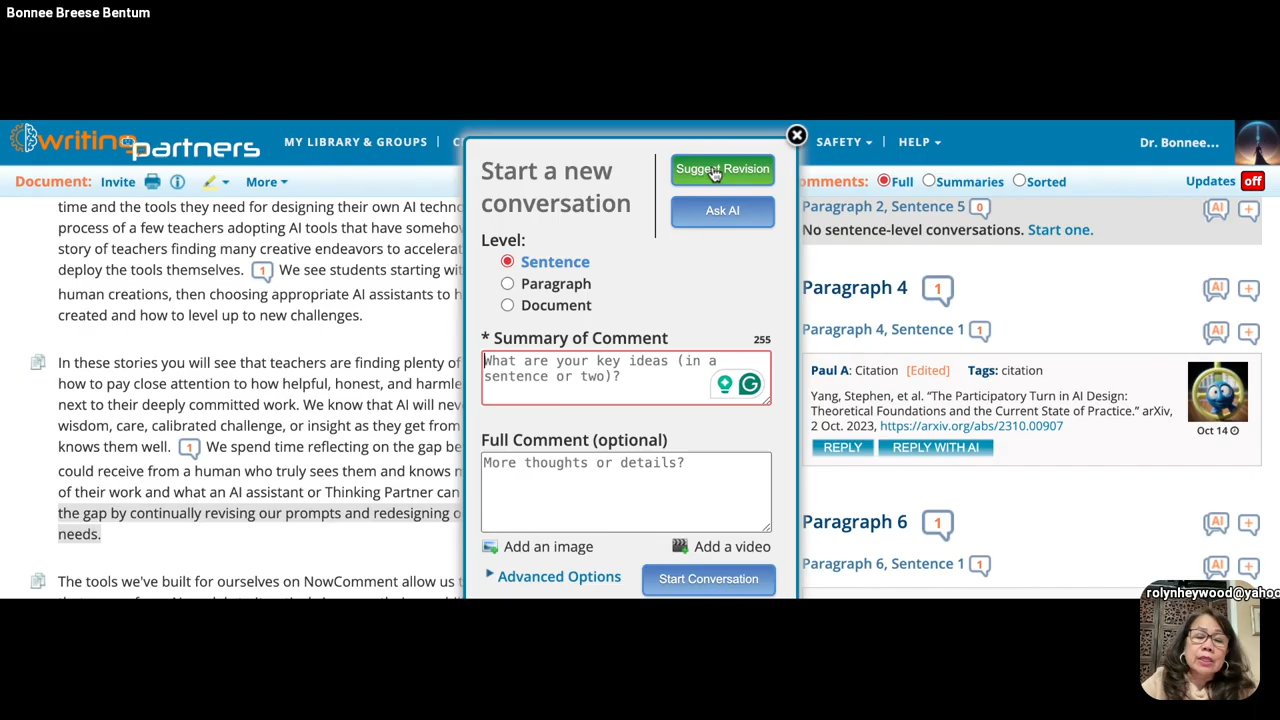 Bonnee Breese Bentum
writing partners
MY LIBRARY & GROUPS
SAFETY
HELP
Dr. Bonnee...
Document: Invite More
omments: Full Summaries Sorted
Updates off
time and the tools they need for designing their own AI techno
process of a few teachers adopting AI tools that have somehow
story of teachers finding many creative endeavors to accelerat
deploy the tools themselves. 1 We see students starting wit
human creations, then choosing appropriate AI assistants to h
created and how to level up to new challenges.
In these stories you will see that teachers are finding plenty of
how to pay close attention to how helpful, honest, and harmle
next to their deeply committed work. We know that AI will nev
wisdom, care, calibrated challenge, or insight as they get from
knows them well. 1 We spend time reflecting on the gap be
could receive from a human who truly sees them and knows
of their work and what an AI assistant or Thinking Partner can
the gap by continually revising our prompts and redesigning o
needs.
The tools we've built for ourselves on NowComment allow us t
Start a new
conversation
Suggest Revision
Ask AI
Level:
Sentence
Paragraph
Document
* Summary of Comment 255
What are your key ideas (in a
sentence or two)?
Full Comment (optional)
More thoughts or details?
Add an image
Add a video
Advanced Options
Start Conversation
Paragraph 2, Sentence 5 0
AI +
No sentence-level conversations. Start one.
Paragraph 4 1
AI +
Paragraph 4, Sentence 1 1
AI +
Paul A: Citation [Edited] Tags: citation
Yang, Stephen, et al. “The Participatory Turn in AI Design:
Theoretical Foundations and the Current State of Practice.” arXiv,
2 Oct. 2023, https://arxiv.org/abs/2310.00907
Oct 14
REPLY
REPLY WITH AI
Paragraph 6 1
AI +
Paragraph 6, Sentence 1 1
AI +
rolynheywood@yahoo